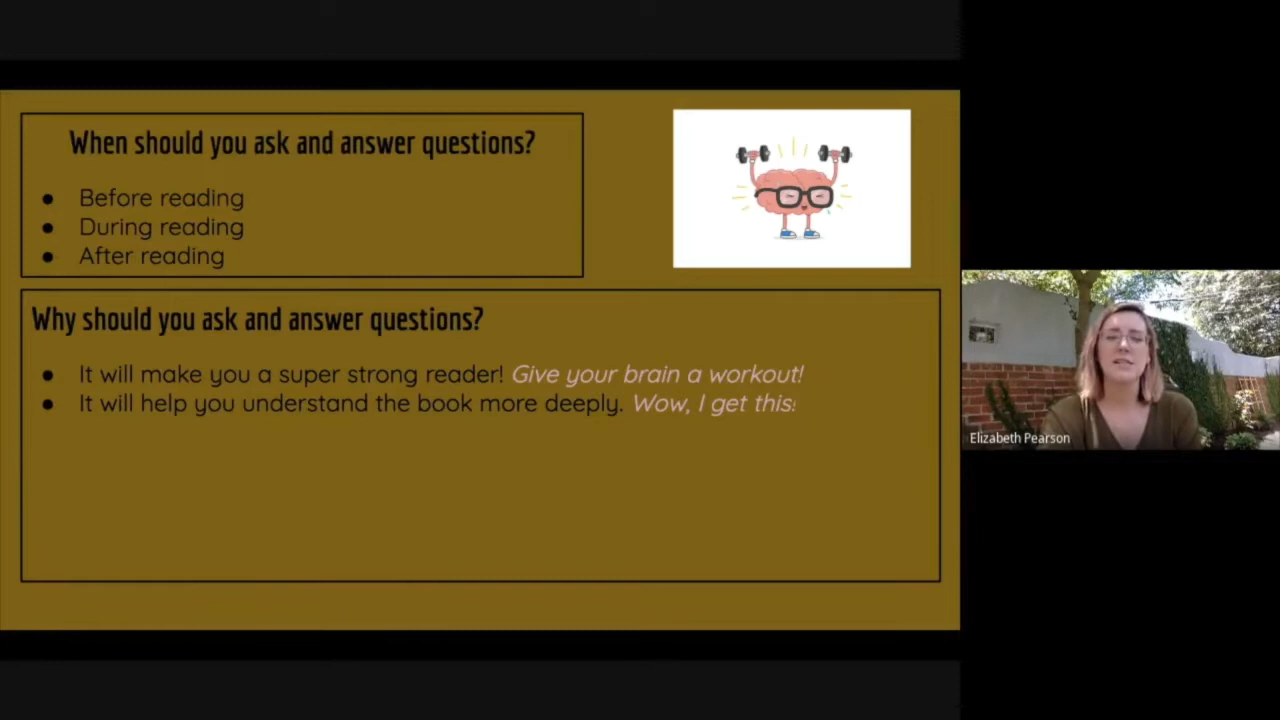 When should you ask and answer questions?
● Before reading
● During reading
● After reading
Why should you ask and answer questions?
● It will make you a super strong reader! Give your brain a workout!
● It will help you understand the book more deeply. Wow, I get this!
Elizabeth Pearson